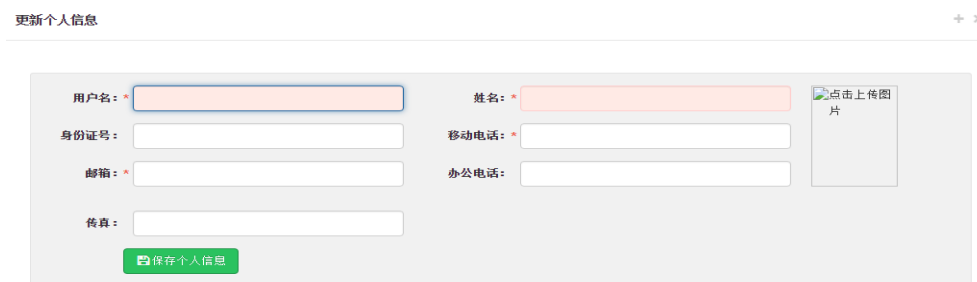 更新个人信息
用户名：* 姓名：* 点击上传图
片
身份证号： 移动电话：*
邮箱：* 办公电话：
传真：
保存个人信息